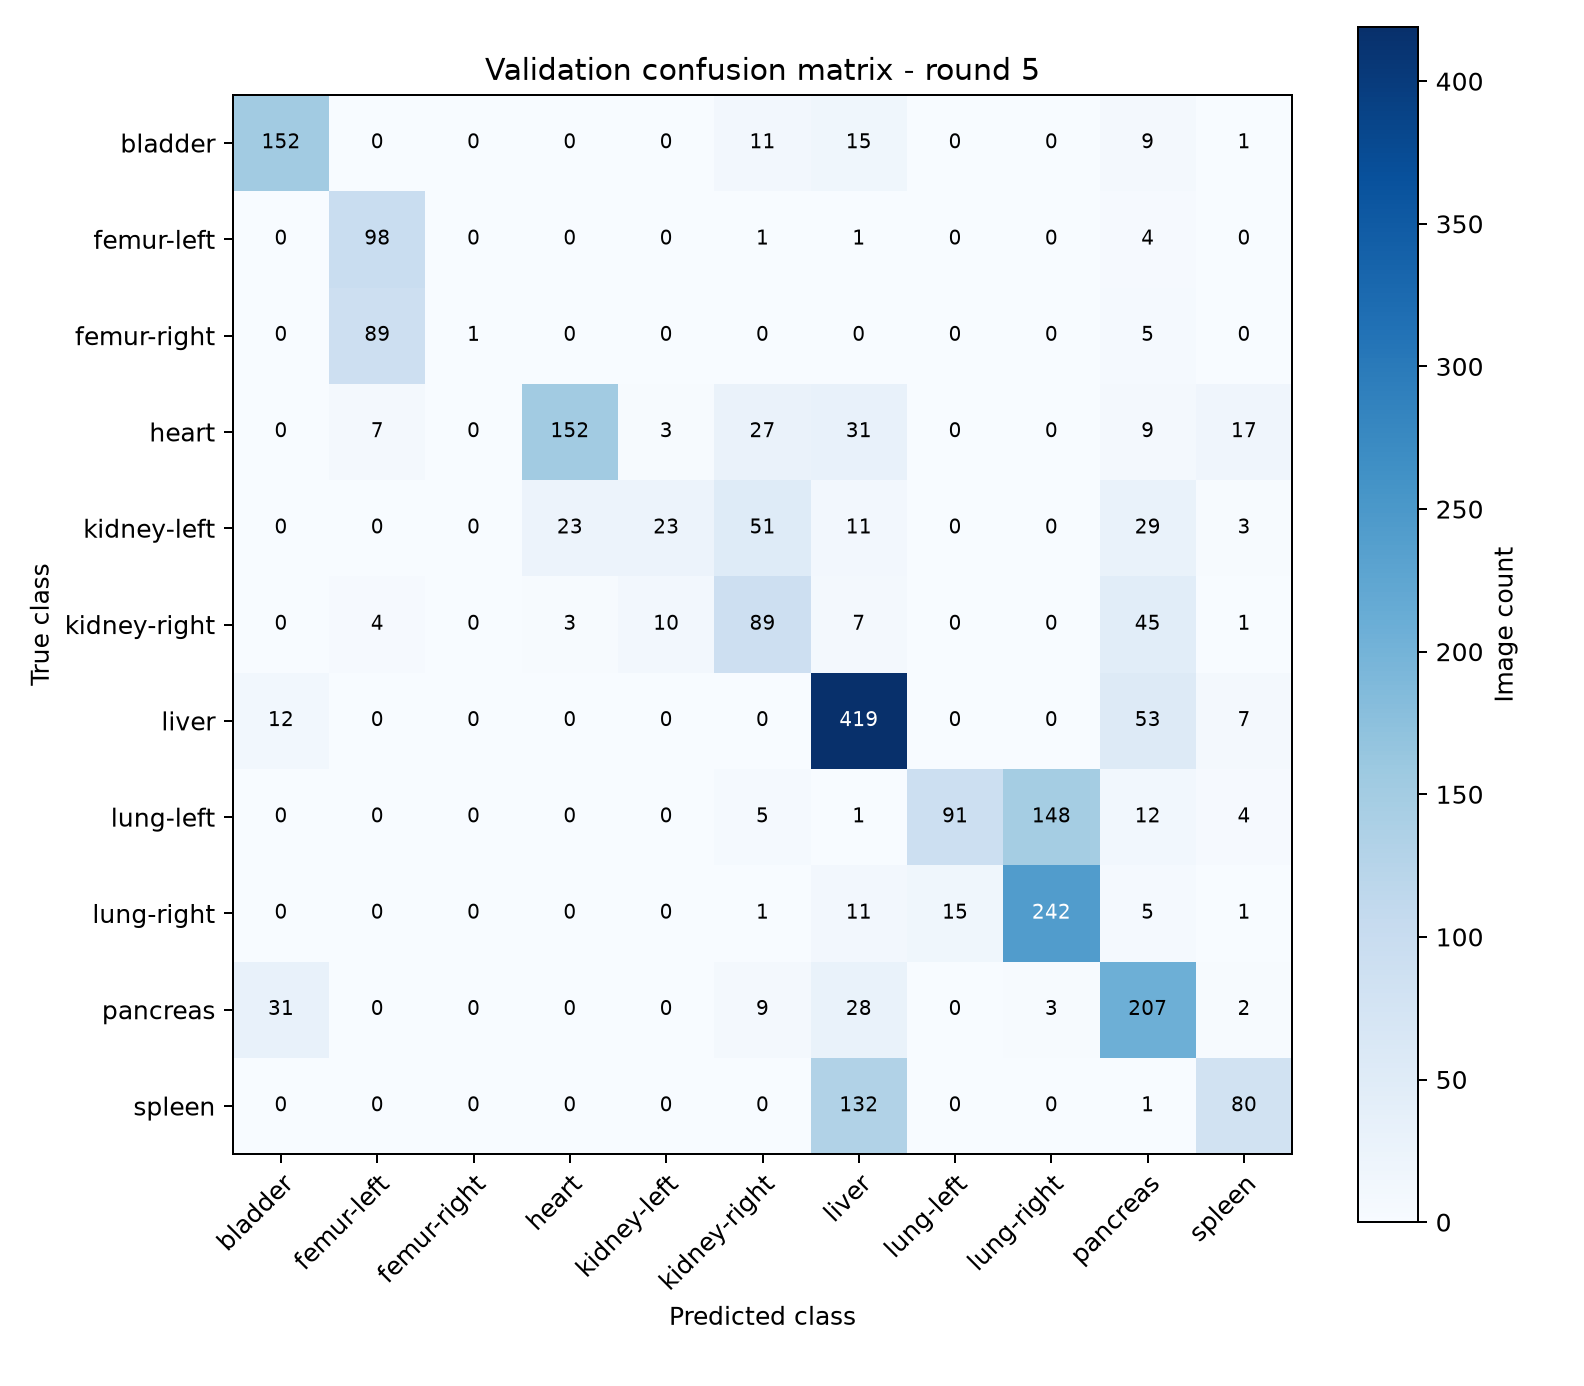 Validation confusion matrix - round 5
bladder 152 0 0 0 0 11 15 0 0 9 1
femur-left 0 98 0 0 0 1 1 0 0 4 0
femur-right 0 89 1 0 0 0 0 0 0 5 0
heart 0 7 0 152 3 27 31 0 0 9 17
kidney-left 0 0 0 23 23 51 11 0 0 29 3
kidney-right 0 4 0 3 10 89 7 0 0 45 1
liver 12 0 0 0 0 0 419 0 0 53 7
lung-left 0 0 0 0 0 5 1 91 148 12 4
lung-right 0 0 0 0 0 1 11 15 242 5 1
pancreas 31 0 0 0 0 9 28 0 3 207 2
spleen 0 0 0 0 0 0 132 0 0 1 80
bladder femur-left femur-right heart kidney-left kidney-right liver lung-left lung-right pancreas spleen
Predicted class
True class
400
350
300
250
200
150
100
50
0
Image count